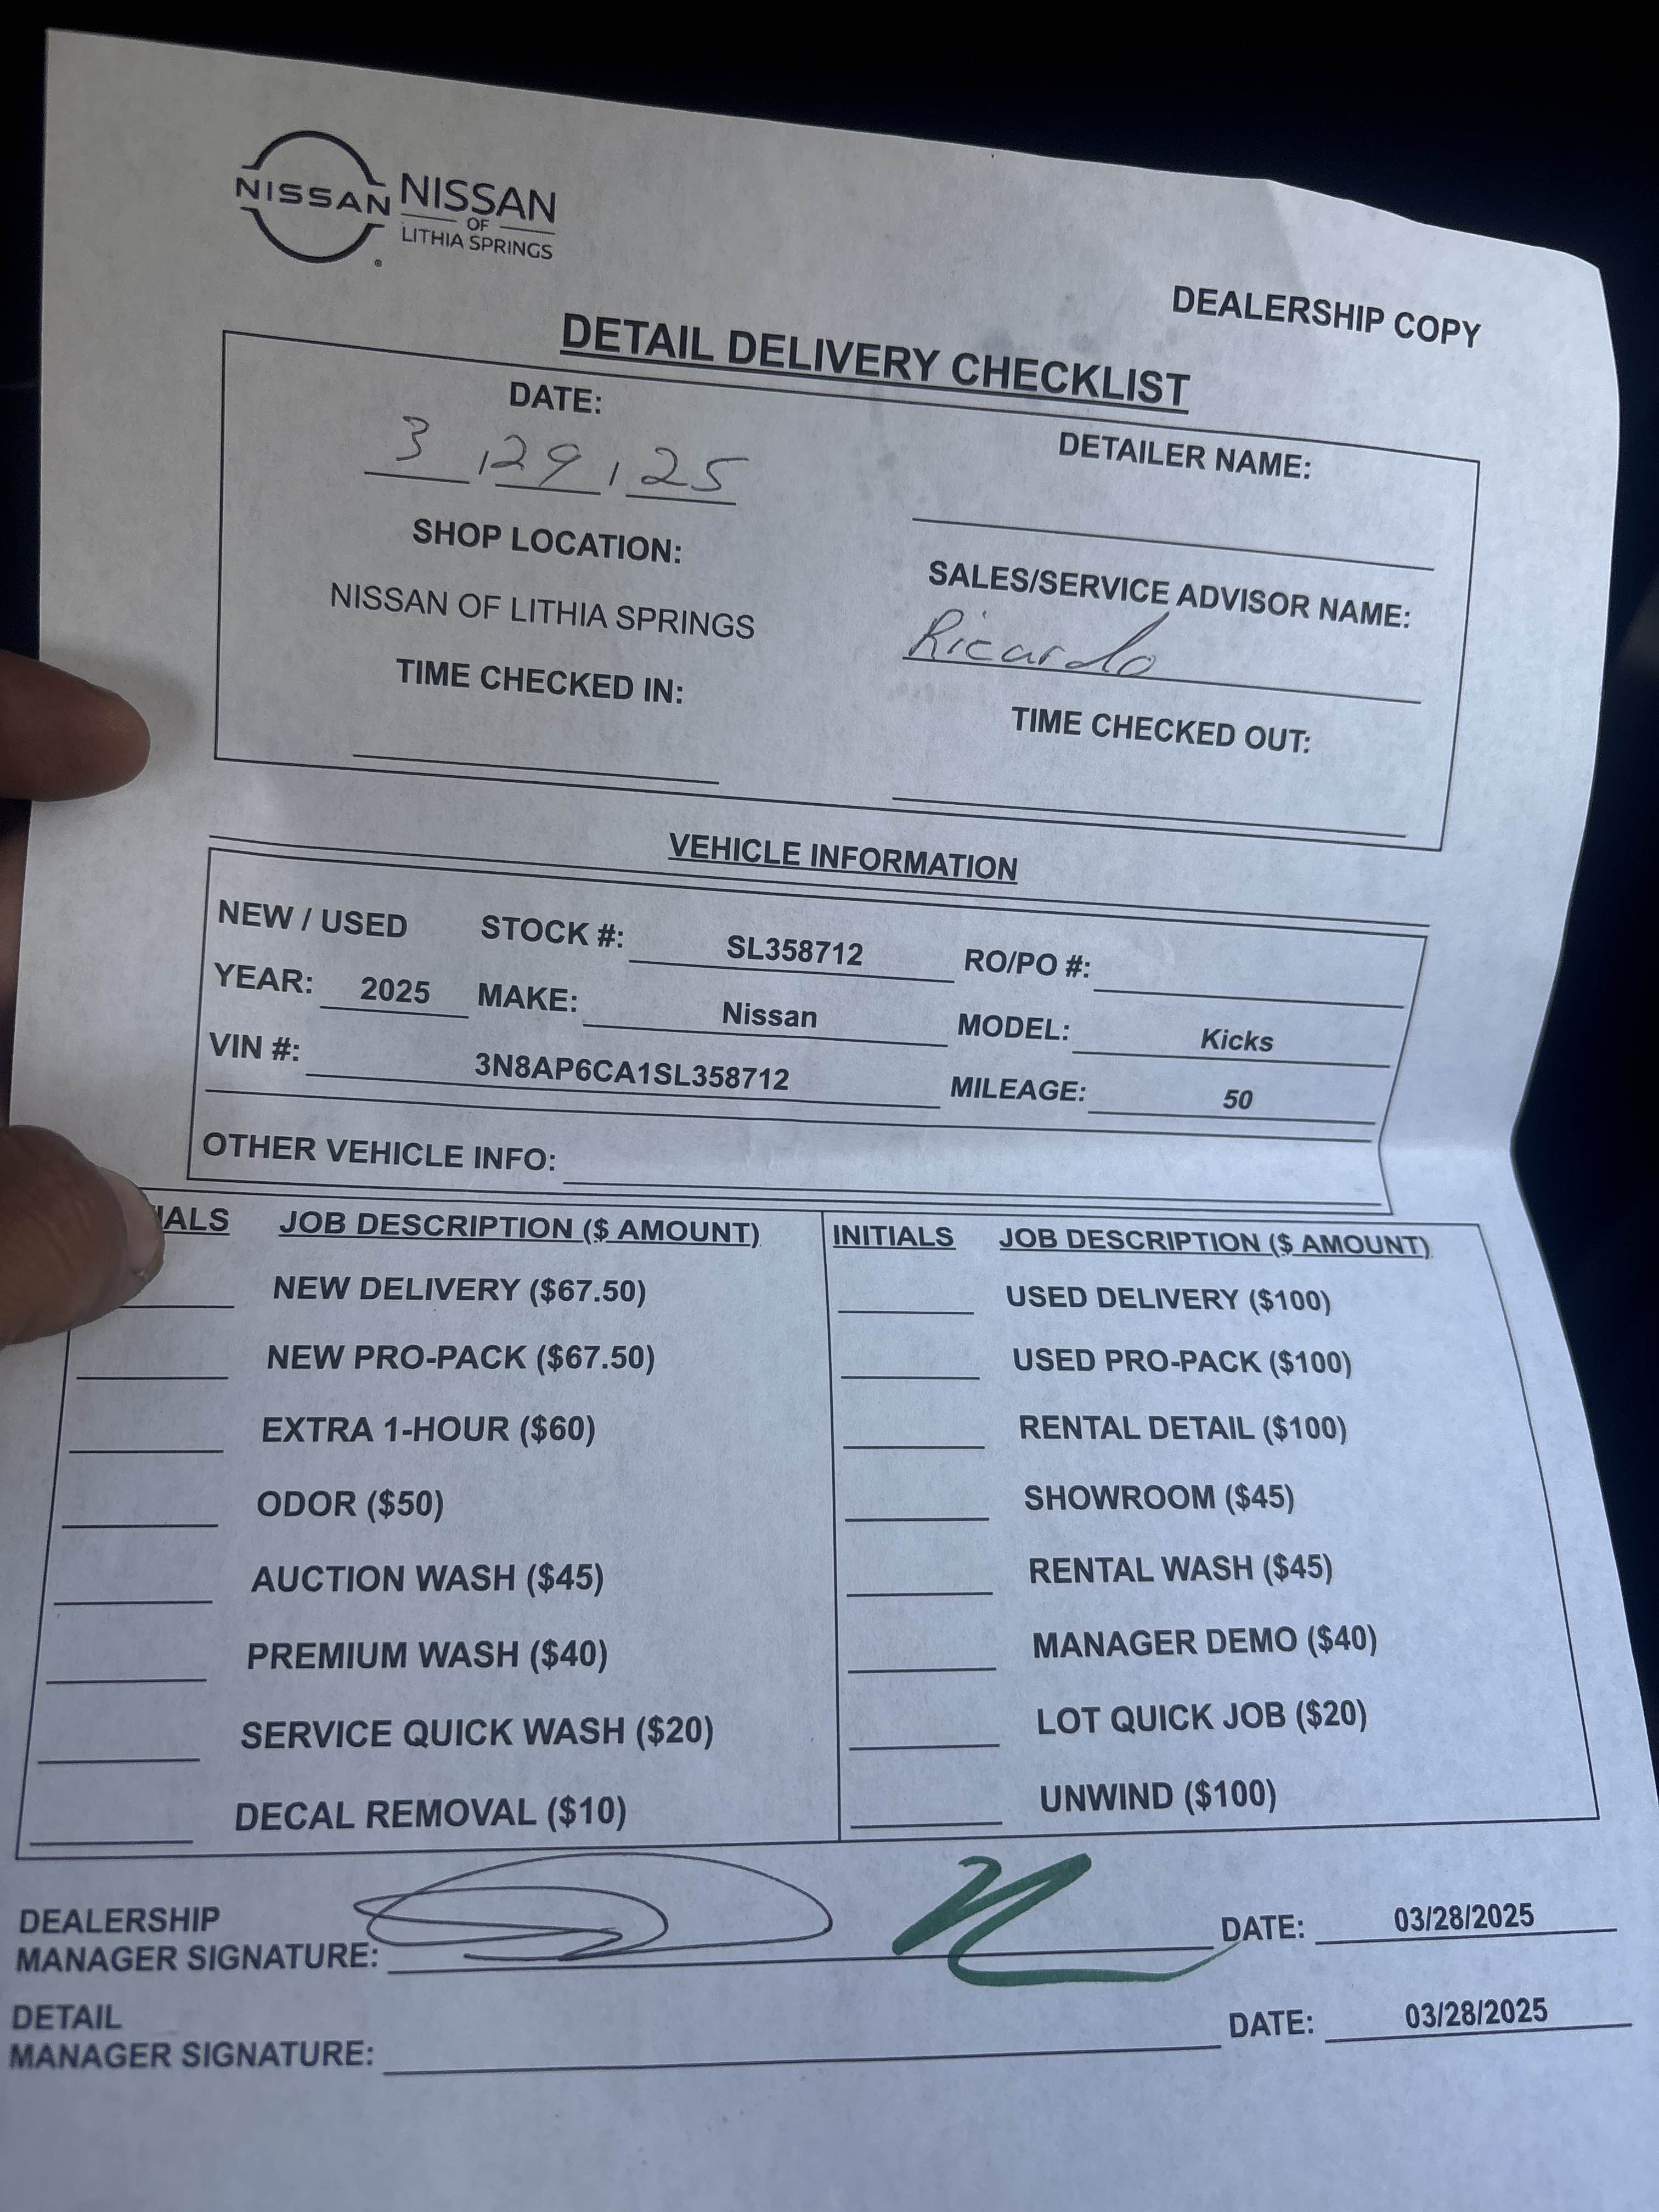 NISSAN
NISSAN
OF
LITHIA SPRINGS
DEALERSHIP COPY
DETAIL DELIVERY CHECKLIST
DATE:
3 / 29 / 25
DETAILER NAME:
SHOP LOCATION:
NISSAN OF LITHIA SPRINGS
SALES/SERVICE ADVISOR NAME:
Ricardo
TIME CHECKED IN:
TIME CHECKED OUT:
VEHICLE INFORMATION
NEW / USED STOCK #: SL358712 RO/PO #:
YEAR: 2025 MAKE: Nissan MODEL: Kicks
VIN #: 3N8AP6CA1SL358712 MILEAGE: 50
OTHER VEHICLE INFO:
IALS JOB DESCRIPTION ($ AMOUNT) INITIALS JOB DESCRIPTION ($ AMOUNT)
NEW DELIVERY ($67.50) USED DELIVERY ($100)
NEW PRO-PACK ($67.50) USED PRO-PACK ($100)
EXTRA 1-HOUR ($60) RENTAL DETAIL ($100)
ODOR ($50) SHOWROOM ($45)
AUCTION WASH ($45) RENTAL WASH ($45)
PREMIUM WASH ($40) MANAGER DEMO ($40)
SERVICE QUICK WASH ($20) LOT QUICK JOB ($20)
DECAL REMOVAL ($10) UNWIND ($100)
DEALERSHIP
MANAGER SIGNATURE: DATE: 03/28/2025
DETAIL
MANAGER SIGNATURE: DATE: 03/28/2025